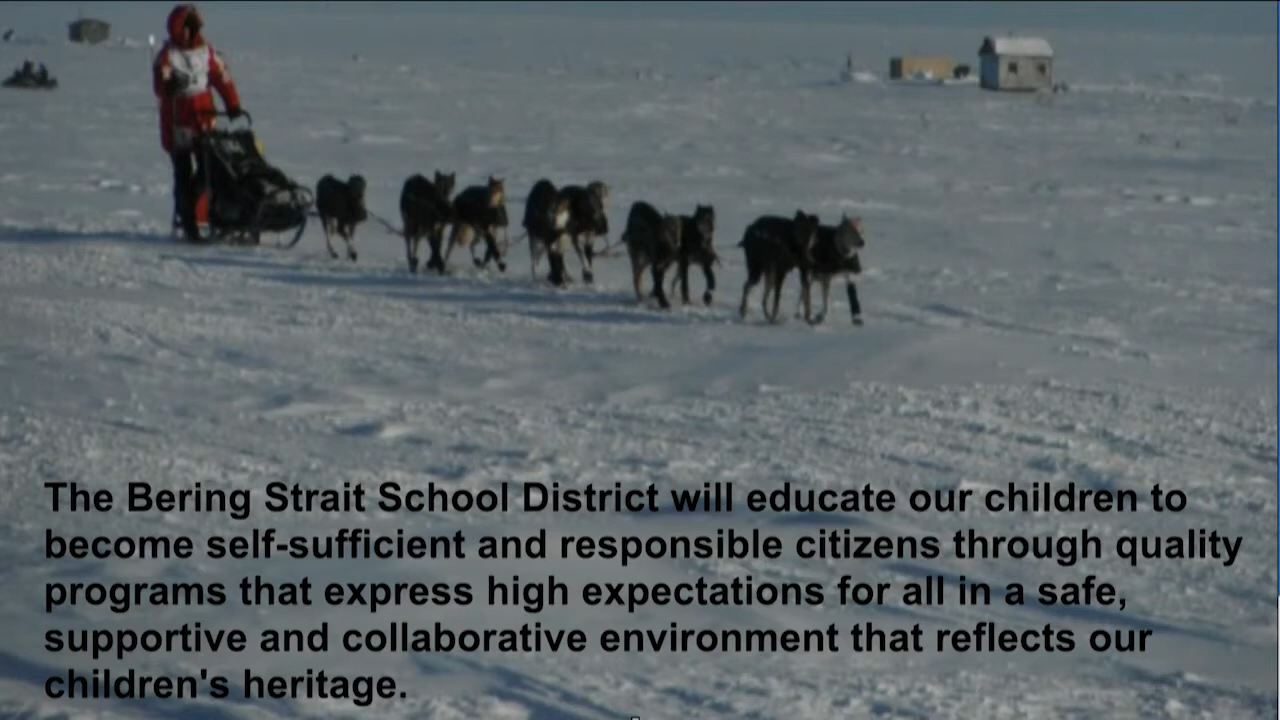 The Bering Strait School District will educate our children to
become self-sufficient and responsible citizens through quality
programs that express high expectations for all in a safe,
supportive and collaborative environment that reflects our
children's heritage.